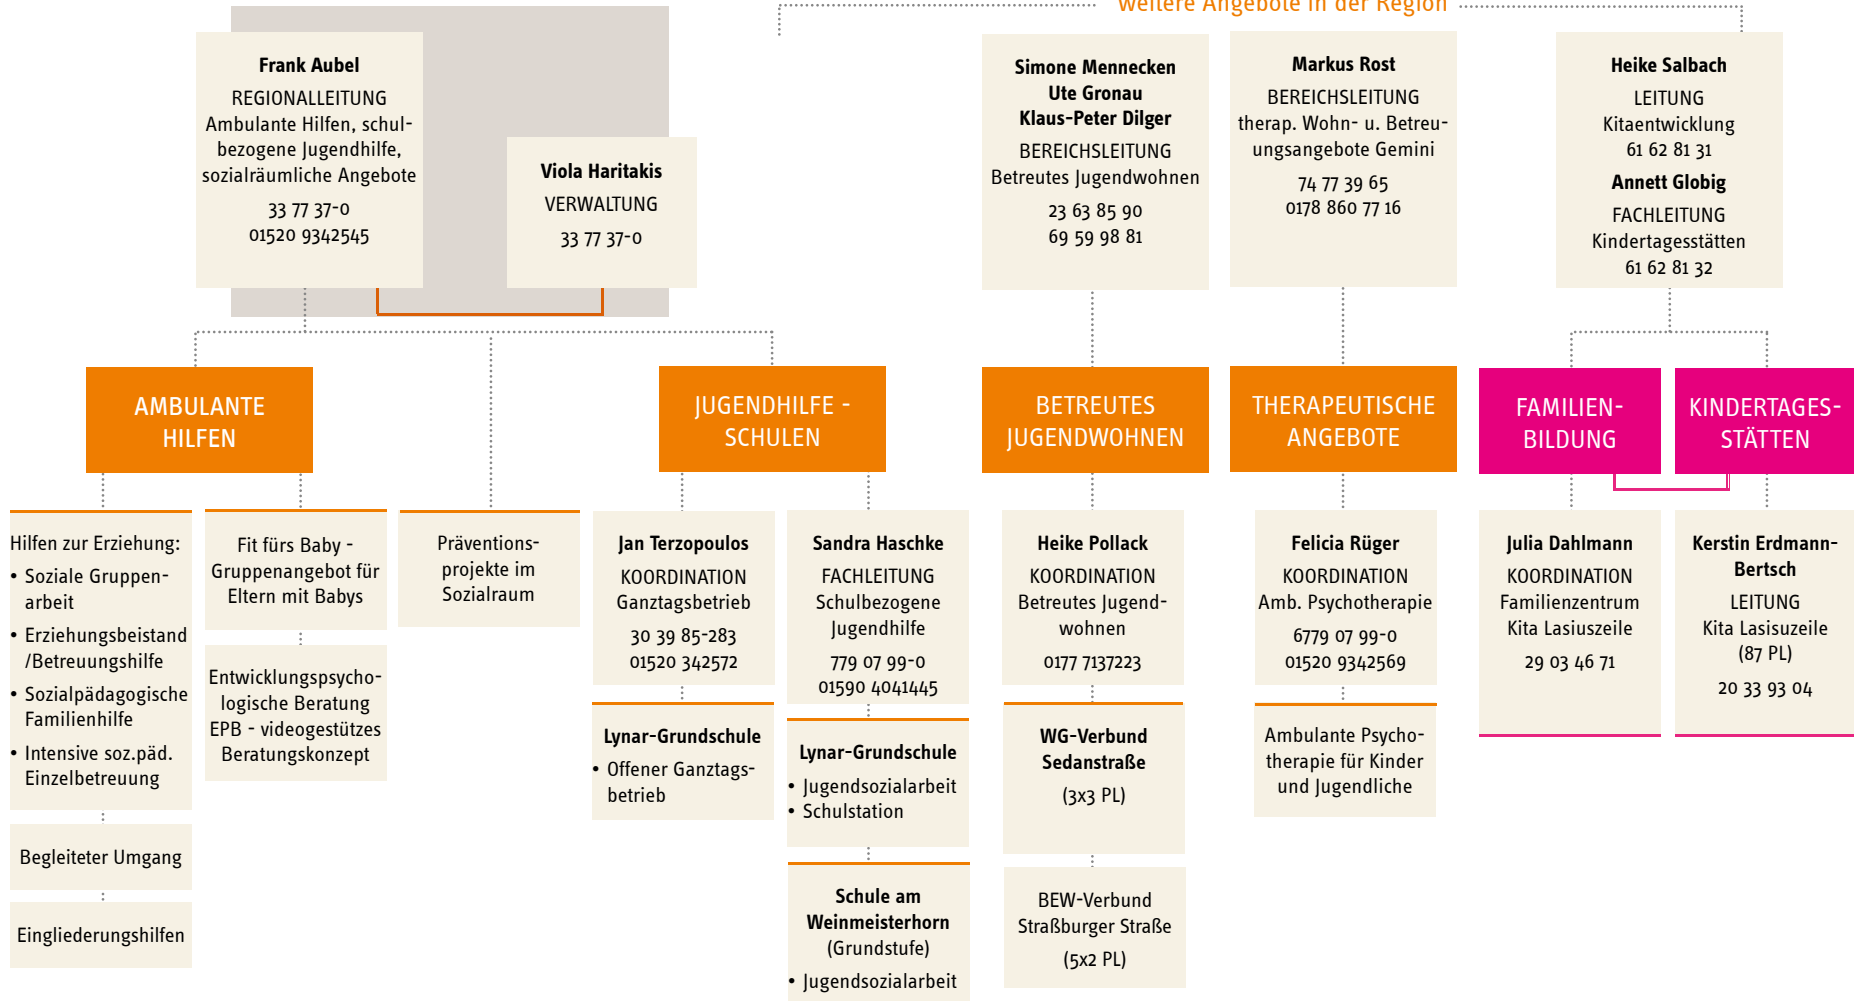 weitere Angebote in der Region
Frank Aubel
REGIONALLEITUNG
Ambulante Hilfen, schul-
bezogene Jugendhilfe,
sozialräumliche Angebote
33 77 37-0
01520 9342545
Viola Haritakis
VERWALTUNG
33 77 37-0
Simone Mennecken
Ute Gronau
Klaus-Peter Dilger
BEREICHSLEITUNG
Betreutes Jugendwohnen
23 63 85 90
69 59 98 81
Markus Rost
BEREICHSLEITUNG
therap. Wohn- u. Betreu-
ungsangebote Gemini
74 77 39 65
0178 860 77 16
Heike Salbach
LEITUNG
Kitaentwicklung
61 62 81 31
Annett Globig
FACHLEITUNG
Kindertagesstätten
61 62 81 32
AMBULANTE
HILFEN
JUGENDHILFE -
SCHULEN
BETREUTES
JUGENDWOHNEN
THERAPEUTISCHE
ANGEBOTE
FAMILIEN-
BILDUNG
KINDERTAGES-
STÄTTEN
Hilfen zur Erziehung:
• Soziale Gruppen-
arbeit
• Erziehungsbeistand
/Betreuungshilfe
• Sozialpädagogische
Familienhilfe
• Intensive soz.päd.
Einzelbetreuung
Begleiteter Umgang
Eingliederungshilfen
Fit fürs Baby -
Gruppenangebot für
Eltern mit Babys
Entwicklungspsycho-
logische Beratung
EPB - videogestütztes
Beratungskonzept
Präventions-
projekte im
Sozialraum
Jan Terzopoulos
KOORDINATION
Ganztagsbetrieb
30 39 85-283
01520 342572
Lynar-Grundschule
• Offener Ganztags-
betrieb
Sandra Haschke
FACHLEITUNG
Schulbezogene
Jugendhilfe
779 07 99-0
01590 4041445
Lynar-Grundschule
• Jugendsozialarbeit
• Schulstation
Schule am
Weinmeisterhorn
(Grundstufe)
• Jugendsozialarbeit
Heike Pollack
KOORDINATION
Betreutes Jugend-
wohnen
0177 7137223
WG-Verbund
Sedanstraße
(3x3 PL)
BEW-Verbund
Straßburger Straße
(5x2 PL)
Felicia Rüger
KOORDINATION
Amb. Psychotherapie
6779 07 99-0
01520 9342569
Ambulante Psycho-
therapie für Kinder
und Jugendliche
Julia Dahlmann
KOORDINATION
Familienzentrum
Kita Lasiuszeile
29 03 46 71
Kerstin Erdmann-
Bertsch
LEITUNG
Kita Lasisuzeile
(87 PL)
20 33 93 04